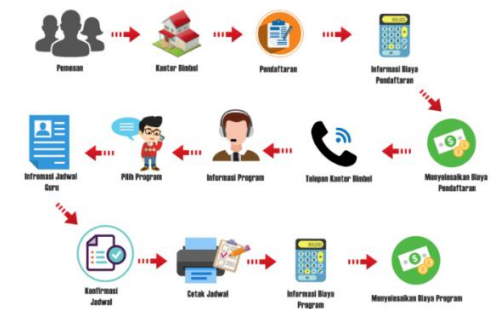 Pemesan
Kantor Bimbel
Pendaftaran
Informasi Biaya
Pendaftaran
Infromasi Jadwal
Guru
Pilih Program
Informasi Program
Telepon Kantor Bimbel
Menyelesaikan Biaya
Pendaftaran
Konfirmasi
Jadwal
Cetak Jadwal
Informasi Biaya
Program
Menyelesaikan Biaya Program